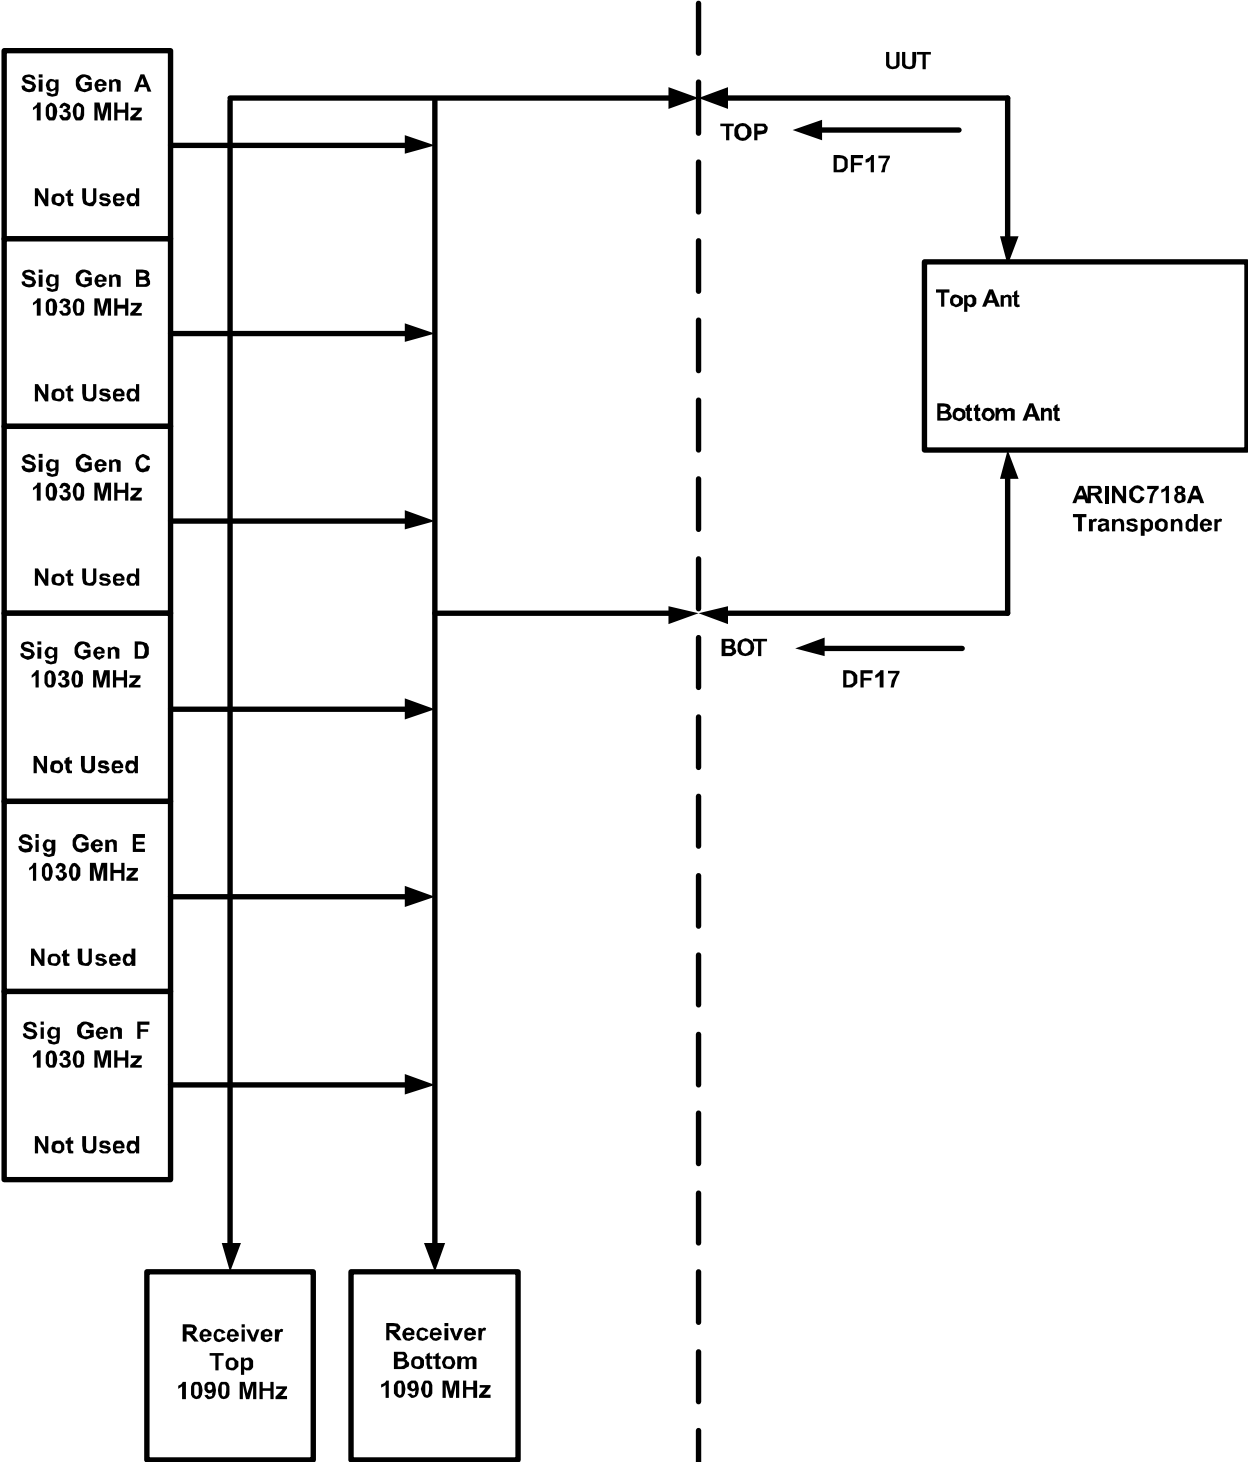 Sig Gen A
1030 MHz
Not Used
Sig Gen B
1030 MHz
Not Used
Sig Gen C
1030 MHz
Not Used
Sig Gen D
1030 MHz
Not Used
Sig Gen E
1030 MHz
Not Used
Sig Gen F
1030 MHz
Not Used
Receiver
Top
1090 MHz
Receiver
Bottom
1090 MHz
UUT
TOP
DF17
Top Ant
Bottom Ant
ARINC718A
Transponder
BOT
DF17